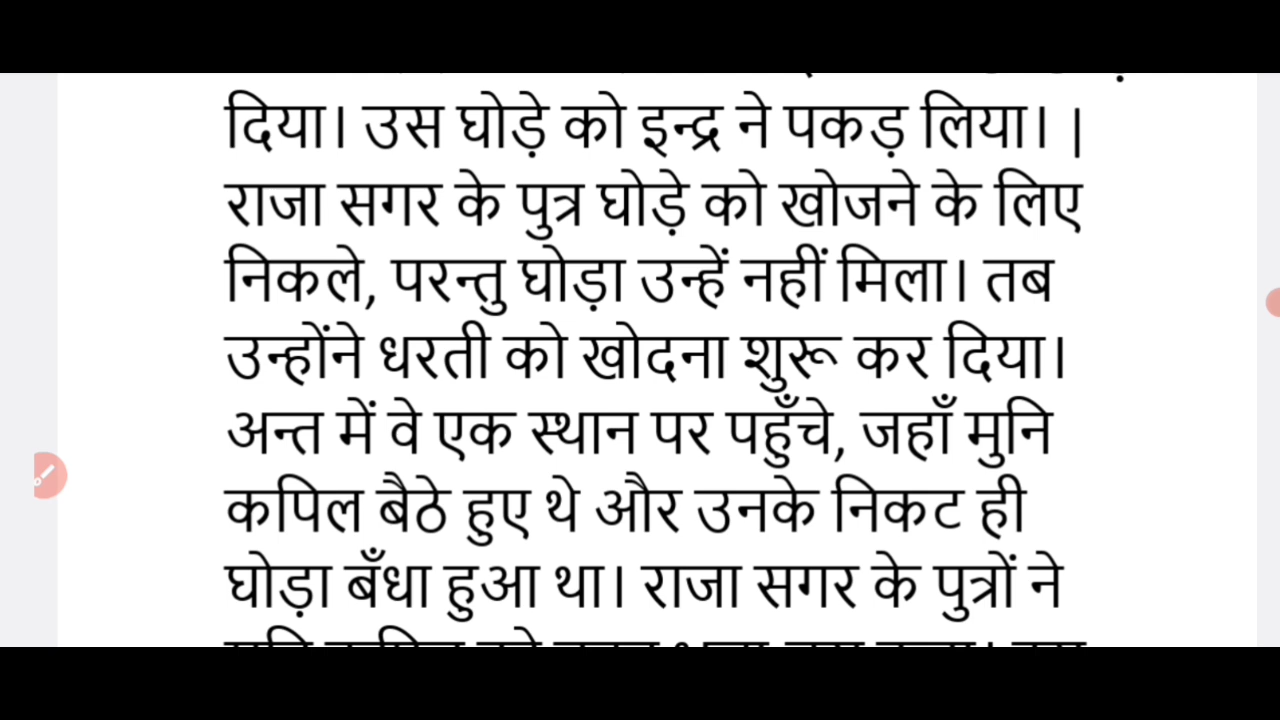 दिया। उस घोड़े को इन्द्र ने पकड़ लिया। |
राजा सगर के पुत्र घोड़े को खोजने के लिए
निकले, परन्तु घोड़ा उन्हें नहीं मिला। तब
उन्होंने धरती को खोदना शुरू कर दिया।
अन्त में वे एक स्थान पर पहुँचे, जहाँ मुनि
कपिल बैठे हुए थे और उनके निकट ही
घोड़ा बँधा हुआ था। राजा सगर के पुत्रों ने